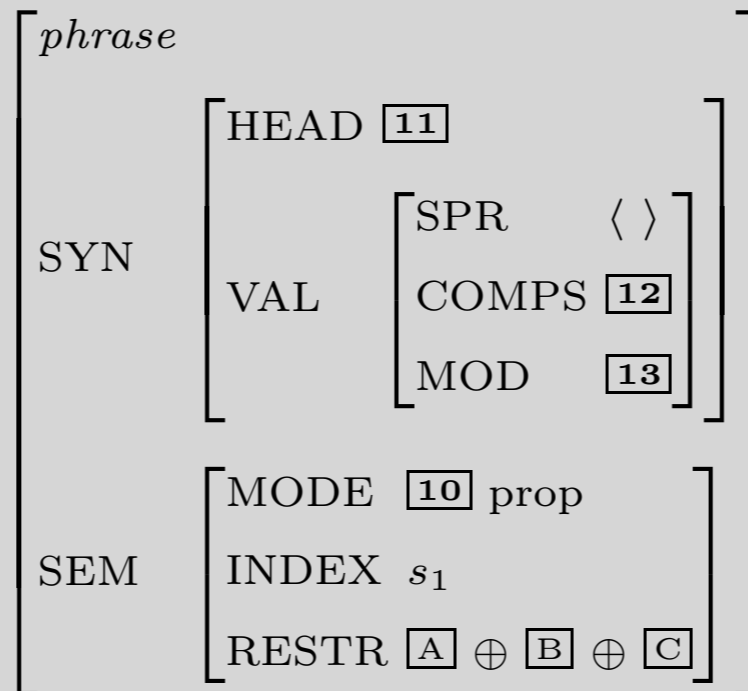 phrase
HEAD 11
SPR ⟨ ⟩
SYN
VAL COMPS 12
MOD 13
MODE 10 prop
SEM INDEX s₁
RESTR A ⊕ B ⊕ C